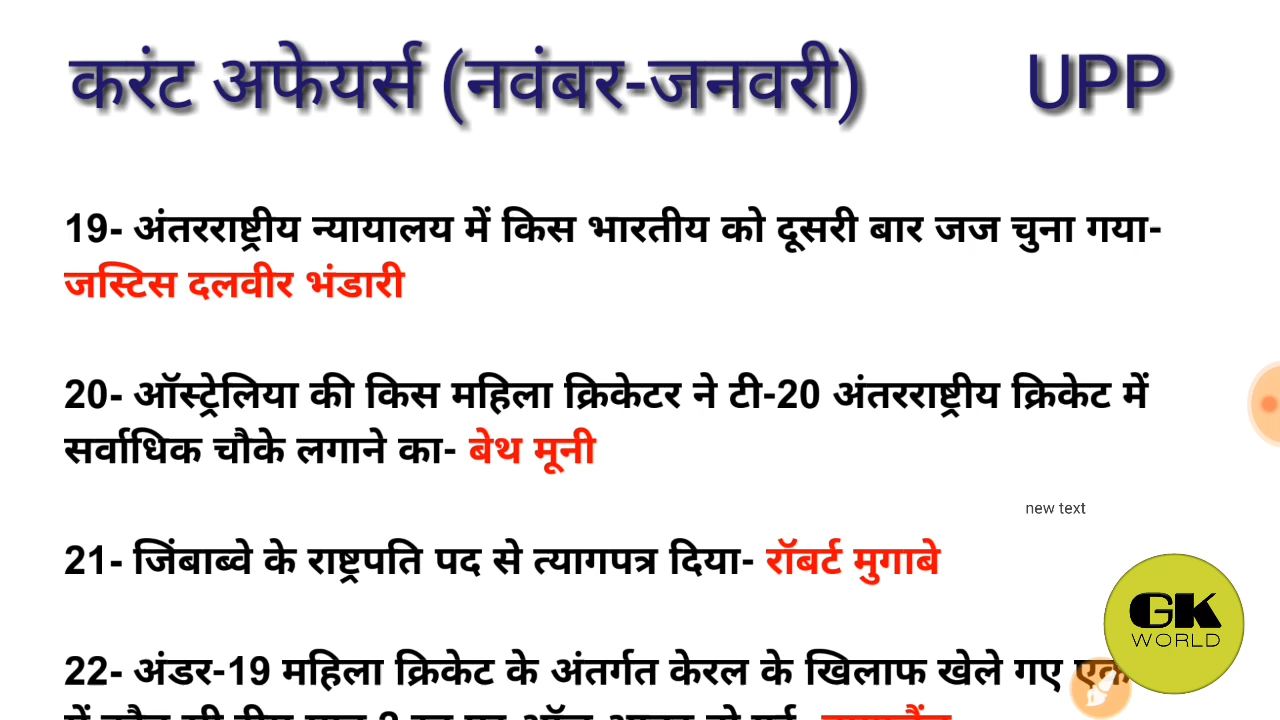 करंट अफेयर्स (नवंबर-जनवरी) UPP
19- अंतरराष्ट्रीय न्यायालय में किस भारतीय को दूसरी बार जज चुना गया-
जस्टिस दलवीर भंडारी
20- ऑस्ट्रेलिया की किस महिला क्रिकेटर ने टी-20 अंतरराष्ट्रीय क्रिकेट में
सर्वाधिक चौके लगाने का- बेथ मूनी
new text
21- जिंबाब्वे के राष्ट्रपति पद से त्यागपत्र दिया- रॉबर्ट मुगाबे
22- अंडर-19 महिला क्रिकेट के अंतर्गत केरल के खिलाफ खेले गए
GK
WORLD